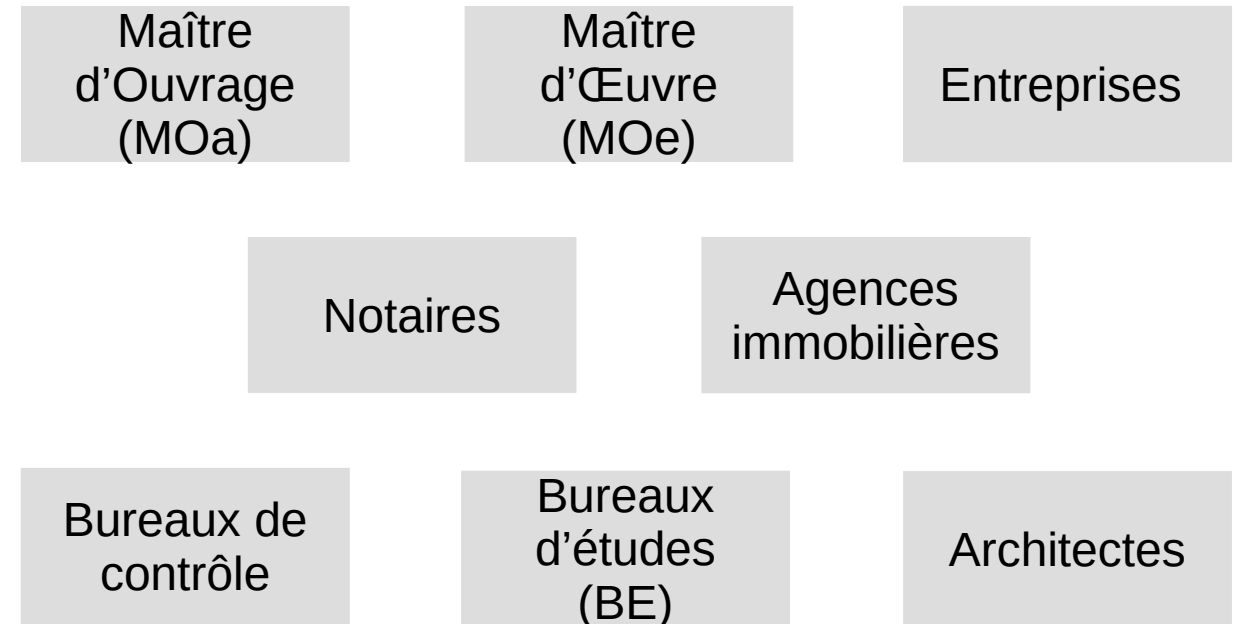 Maître
d’Ouvrage
(MOa)
Maître
d’Œuvre
(MOe)
Entreprises
Notaires
Agences
immobilières
Bureaux de
contrôle
Bureaux
d’études
(BE)
Architectes